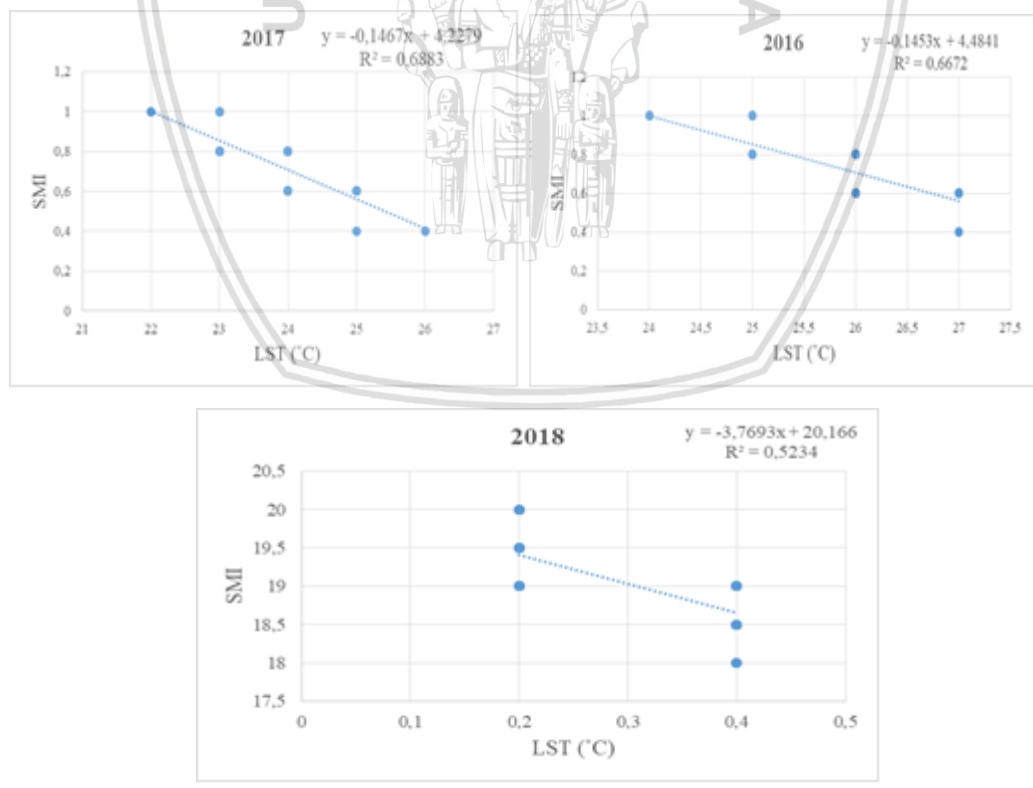 2017
y = -0,1467x + 4,2279
R² = 0,6883
1,2
1
0,8
0,6
0,4
0,2
0
SMI
21 22 23 24 25 26 27
LST (˚C)
2016
y = -0,1453x + 4,4841
R² = 0,6672
1,2
1
0,8
0,6
0,4
0,2
0
SMI
23,5 24 24,5 25 25,5 26 26,5 27 27,5
LST (˚C)
2018
y = -3,7693x + 20,166
R² = 0,5234
20,5
20
19,5
19
18,5
18
17,5
SMI
0 0,1 0,2 0,3 0,4 0,5
LST (˚C)
U
A